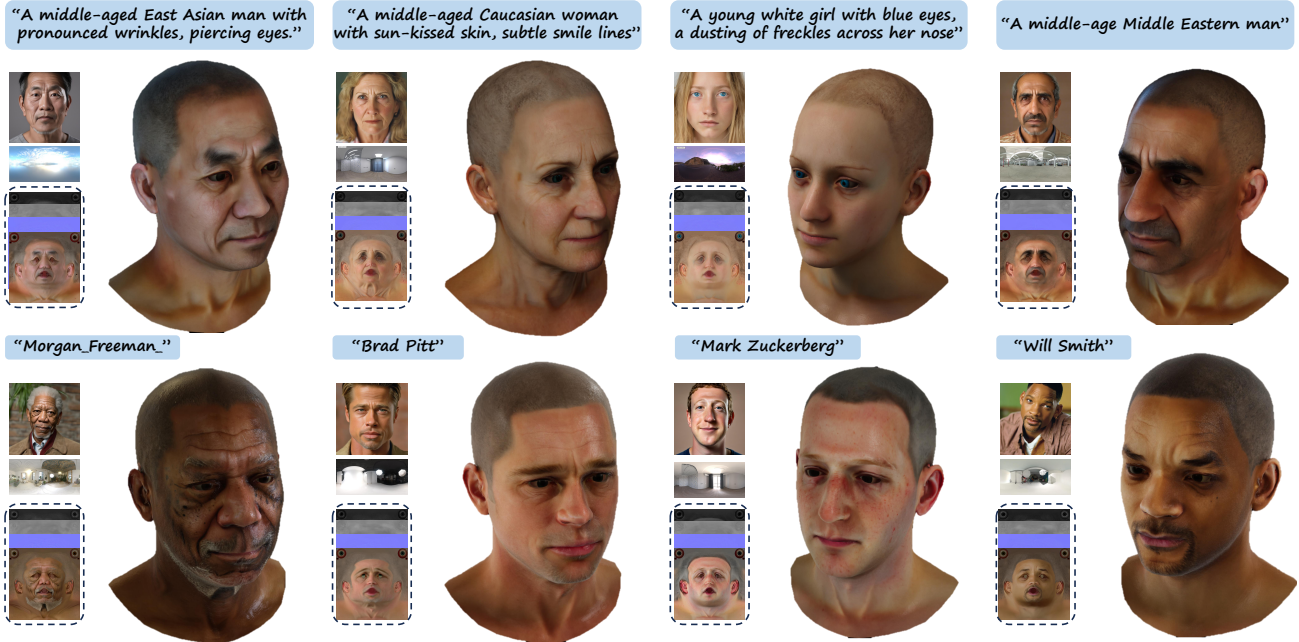 “A middle-aged East Asian man with
pronounced wrinkles, piercing eyes.”
“A middle-aged Caucasian woman
with sun-kissed skin, subtle smile lines”
“A young white girl with blue eyes,
a dusting of freckles across her nose”
“A middle-age Middle Eastern man”
“Morgan_Freeman_”
“Brad Pitt”
“Mark Zuckerberg”
“Will Smith”